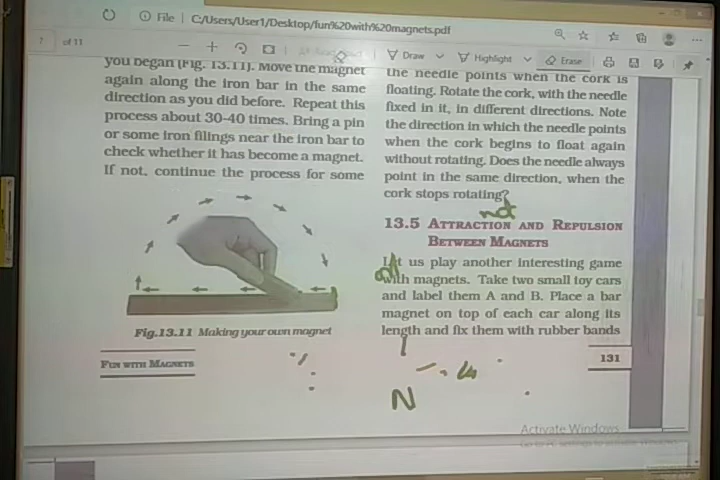 File | C:/Users/User1/Desktop/fun%20with%20magnets.pdf
7 of 11
Draw
Highlight
Erase
you began (Fig. 13.11). Move the magnet
again along the iron bar in the same
direction as you did before. Repeat this
process about 30-40 times. Bring a pin
or some iron filings near the iron bar to
check whether it has become a magnet.
If not, continue the process for some
Fig.13.11 Making your own magnet
FUN WITH MAGNETS
the needle points when the cork is
floating. Rotate the cork, with the needle
fixed in it, in different directions. Note
the direction in which the needle points
when the cork begins to float again
without rotating. Does the needle always
point in the same direction, when the
cork stops rotating?
13.5 ATTRACTION AND REPULSION
BETWEEN MAGNETS
Let us play another interesting game
with magnets. Take two small toy cars
and label them A and B. Place a bar
magnet on top of each car along its
length and fix them with rubber bands
131
N
Activate Windows